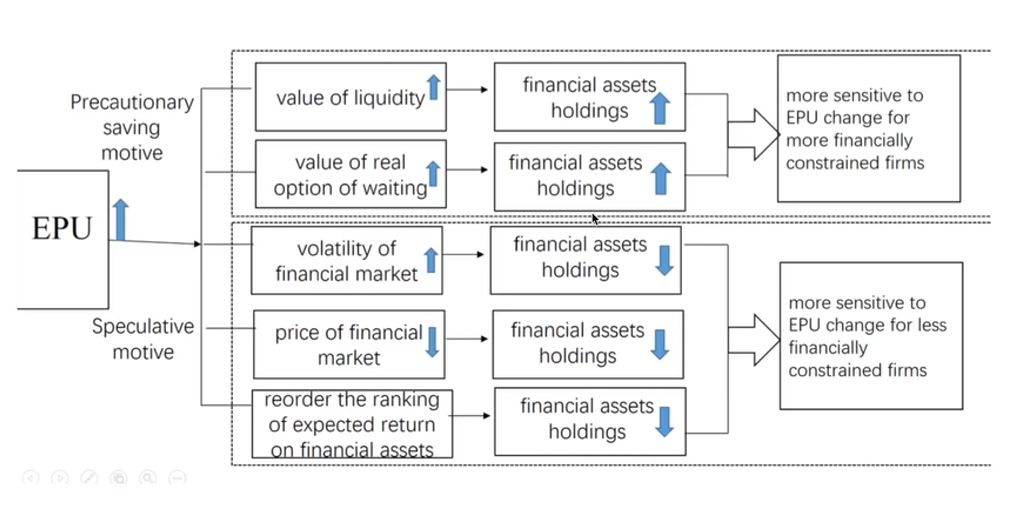 Precautionary
saving
motive
EPU
Speculative
motive
value of liquidity
financial assets
holdings
value of real
option of waiting
financial assets
holdings
more sensitive to
EPU change for
more financially
constrained firms
volatility of
financial market
financial assets
holdings
price of financial
market
financial assets
holdings
reorder the ranking
of expected return
on financial assets
financial assets
holdings
more sensitive to
EPU change for less
financially
constrained firms